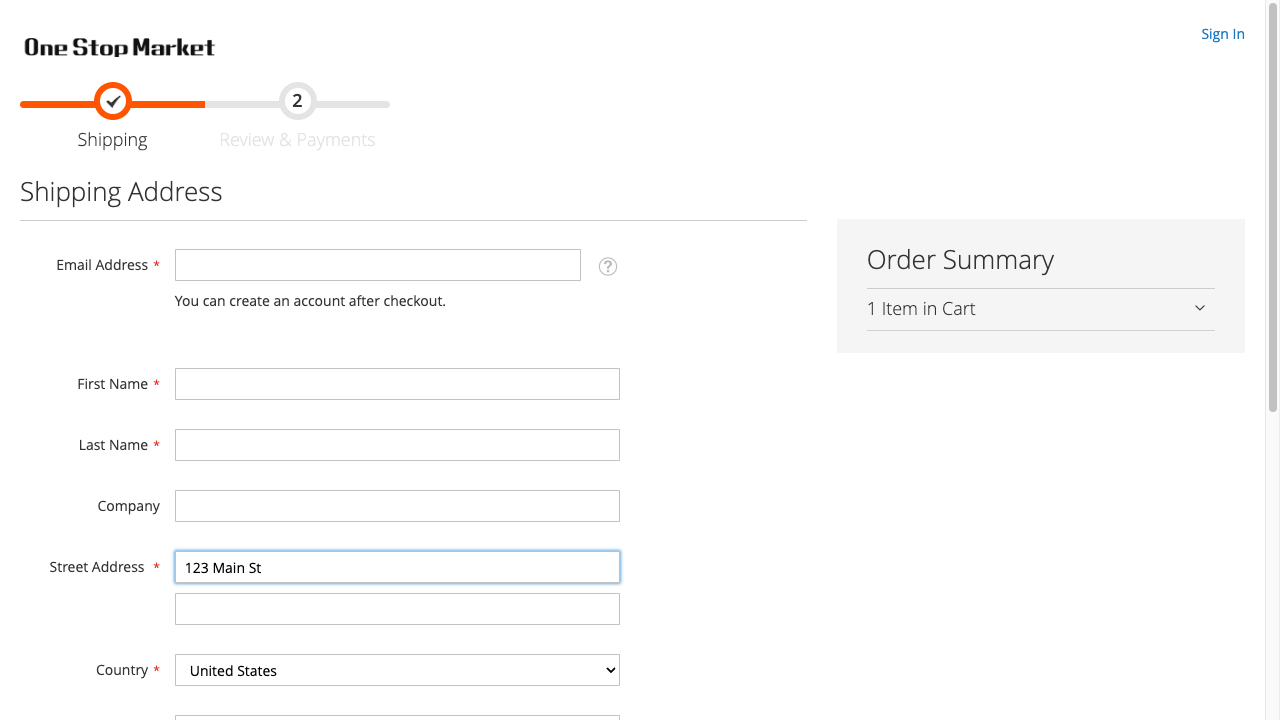 One Stop Market
Sign In
2
Shipping
Review & Payments
Shipping Address
Email Address *
?
You can create an account after checkout.
First Name *
Last Name *
Company
Street Address *
123 Main St
Country *
United States
Order Summary
1 Item in Cart